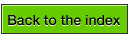 Back to the index